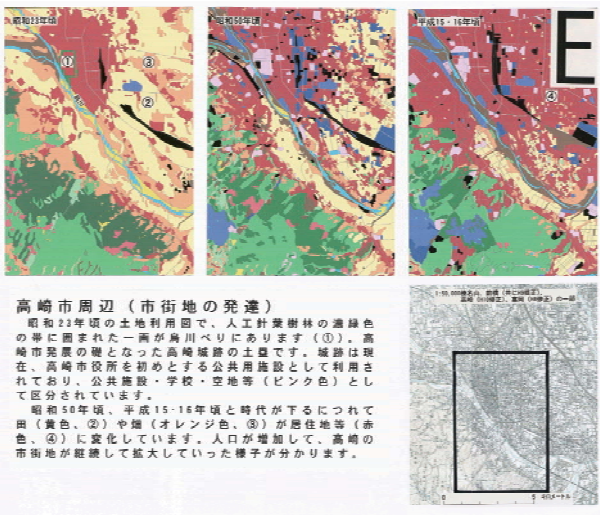 昭和23年頃
昭和50年頃
平成15・16年頃
E
①
③
②
④
高崎市周辺(市街地の発達)
昭和23年頃の土地利用図で、人工針葉樹林の濃緑色
の帯に囲まれた一画が烏川べりにあります(①)。高
崎市発展の礎となった高崎城跡の土塁です。城跡は現
在、高崎市役所を初めとする公共用施設として利用さ
れており、公共施設・学校・空地等(ピンク色)とし
て区分されています。
昭和50年頃、平成15-16年頃と時代が下るにつれて
田(黄色、②)や畑(オレンジ色、③)が居住地等(赤
色、④)に変化しています。人口が増加して、高崎の
市街地が継続して拡大していった様子が分かります。
0
5 キロメートル